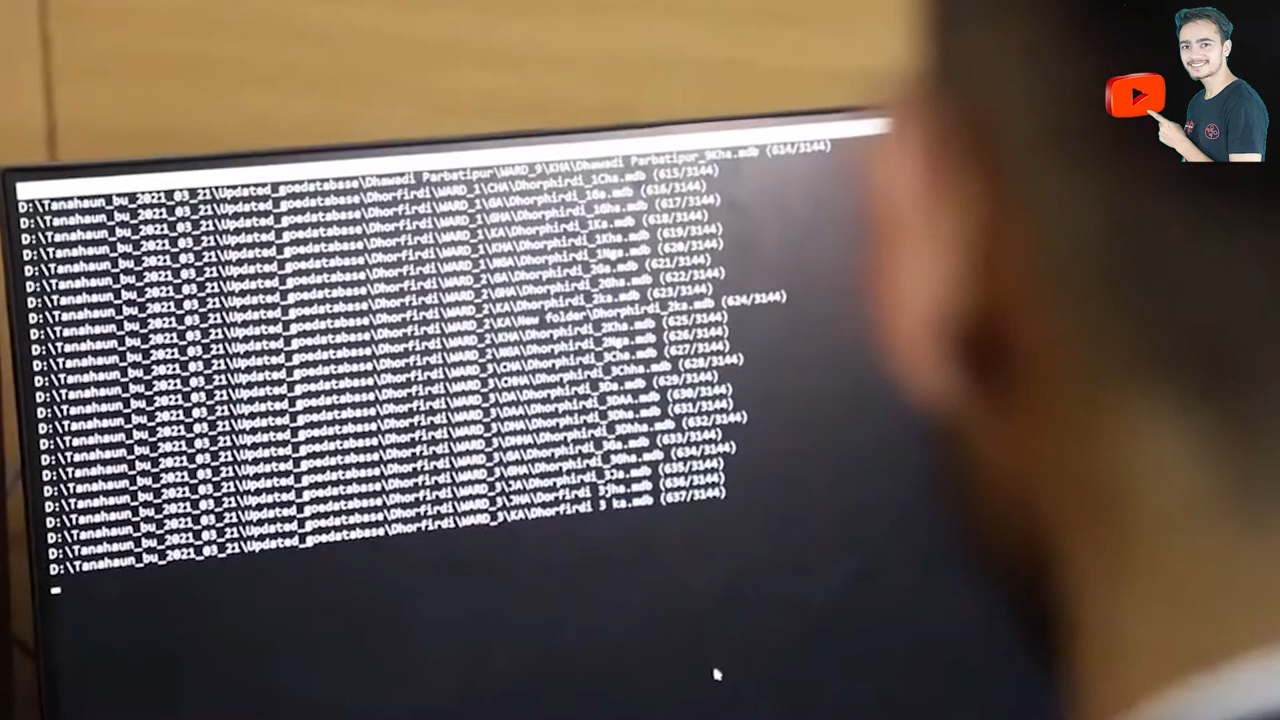 D:\Tanahaun_bu_2021_03_21\Updated_goedatabase\Dhawadi Parbatipur\WARD_9\KHA\Dhawadi Parbatipur_9Kha.mdb (614/3144)
D:\Tanahaun_bu_2021_03_21\Updated_goedatabase\Dhorfirdi\WARD_1\CHA\Dhorphirdi_1Cha.mdb (615/3144)
D:\Tanahaun_bu_2021_03_21\Updated_goedatabase\Dhorfirdi\WARD_1\GA\Dhorphirdi_1Ga.mdb (616/3144)
D:\Tanahaun_bu_2021_03_21\Updated_goedatabase\Dhorfirdi\WARD_1\GHA\Dhorphirdi_1Gha.mdb (617/3144)
D:\Tanahaun_bu_2021_03_21\Updated_goedatabase\Dhorfirdi\WARD_1\KA\Dhorphirdi_1Ka.mdb (618/3144)
D:\Tanahaun_bu_2021_03_21\Updated_goedatabase\Dhorfirdi\WARD_1\KHA\Dhorphirdi_1Kha.mdb (619/3144)
D:\Tanahaun_bu_2021_03_21\Updated_goedatabase\Dhorfirdi\WARD_1\NGA\Dhorphirdi_1Nga.mdb (620/3144)
D:\Tanahaun_bu_2021_03_21\Updated_goedatabase\Dhorfirdi\WARD_2\GA\Dhorphirdi_2Ga.mdb (621/3144)
D:\Tanahaun_bu_2021_03_21\Updated_goedatabase\Dhorfirdi\WARD_2\GHA\Dhorphirdi_2Gha.mdb (622/3144)
D:\Tanahaun_bu_2021_03_21\Updated_goedatabase\Dhorfirdi\WARD_2\KA\Dhorphirdi_2ka.mdb (623/3144)
D:\Tanahaun_bu_2021_03_21\Updated_goedatabase\Dhorfirdi\WARD_2\KA\New folder\Dhorphirdi_2ka.mdb (624/3144)
D:\Tanahaun_bu_2021_03_21\Updated_goedatabase\Dhorfirdi\WARD_2\KHA\Dhorphirdi_2Kha.mdb (625/3144)
D:\Tanahaun_bu_2021_03_21\Updated_goedatabase\Dhorfirdi\WARD_2\NGA\Dhorphirdi_2Nga.mdb (626/3144)
D:\Tanahaun_bu_2021_03_21\Updated_goedatabase\Dhorfirdi\WARD_3\CHA\Dhorphirdi_3Cha.mdb (627/3144)
D:\Tanahaun_bu_2021_03_21\Updated_goedatabase\Dhorfirdi\WARD_3\CHHA\Dhorphirdi_3Chha.mdb (628/3144)
D:\Tanahaun_bu_2021_03_21\Updated_goedatabase\Dhorfirdi\WARD_3\DA\Dhorphirdi_3Da.mdb (629/3144)
D:\Tanahaun_bu_2021_03_21\Updated_goedatabase\Dhorfirdi\WARD_3\DAA\Dhorphirdi_3DAA.mdb (630/3144)
D:\Tanahaun_bu_2021_03_21\Updated_goedatabase\Dhorfirdi\WARD_3\DHA\Dhorphirdi_3Dha.mdb (631/3144)
D:\Tanahaun_bu_2021_03_21\Updated_goedatabase\Dhorfirdi\WARD_3\DHHA\Dhorphirdi_3Dhha.mdb (632/3144)
D:\Tanahaun_bu_2021_03_21\Updated_goedatabase\Dhorfirdi\WARD_3\GA\Dhorphirdi_3Ga.mdb (633/3144)
D:\Tanahaun_bu_2021_03_21\Updated_goedatabase\Dhorfirdi\WARD_3\GHA\Dhorphirdi_3Gha.mdb (634/3144)
D:\Tanahaun_bu_2021_03_21\Updated_goedatabase\Dhorfirdi\WARD_3\JA\Dhorphirdi_3Ja.mdb (635/3144)
D:\Tanahaun_bu_2021_03_21\Updated_goedatabase\Dhorfirdi\WARD_3\JHA\Dorfirdi 3jha.mdb (636/3144)
D:\Tanahaun_bu_2021_03_21\Updated_goedatabase\Dhorfirdi\WARD_3\KA\Dorfirdi 3 ka.mdb (637/3144)